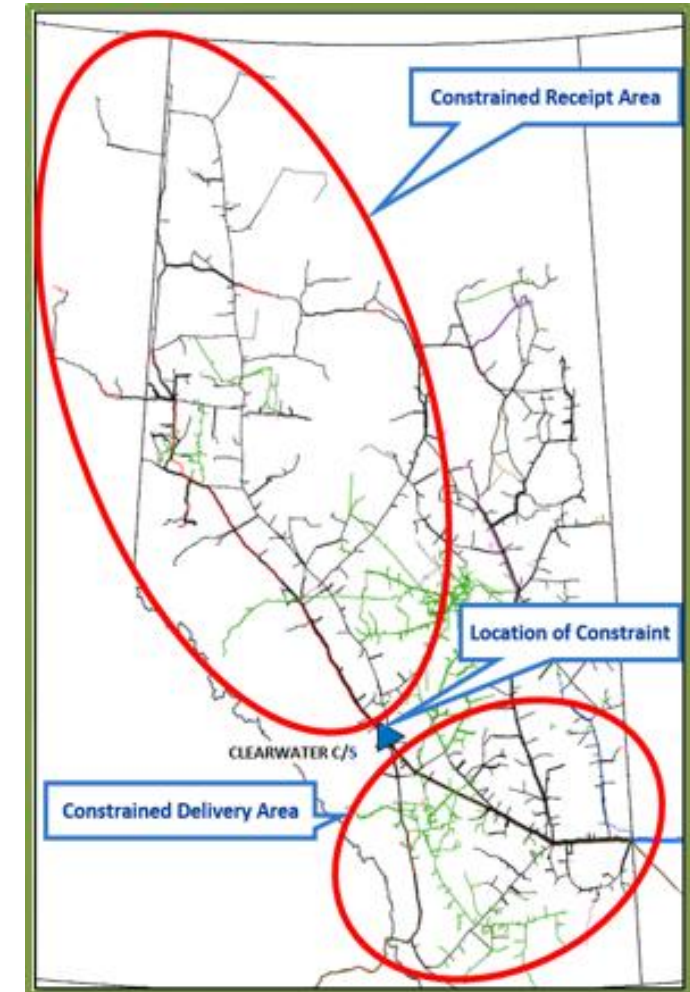 Constrained Receipt Area
Location of Constraint
CLEARWATER C/S
Constrained Delivery Area